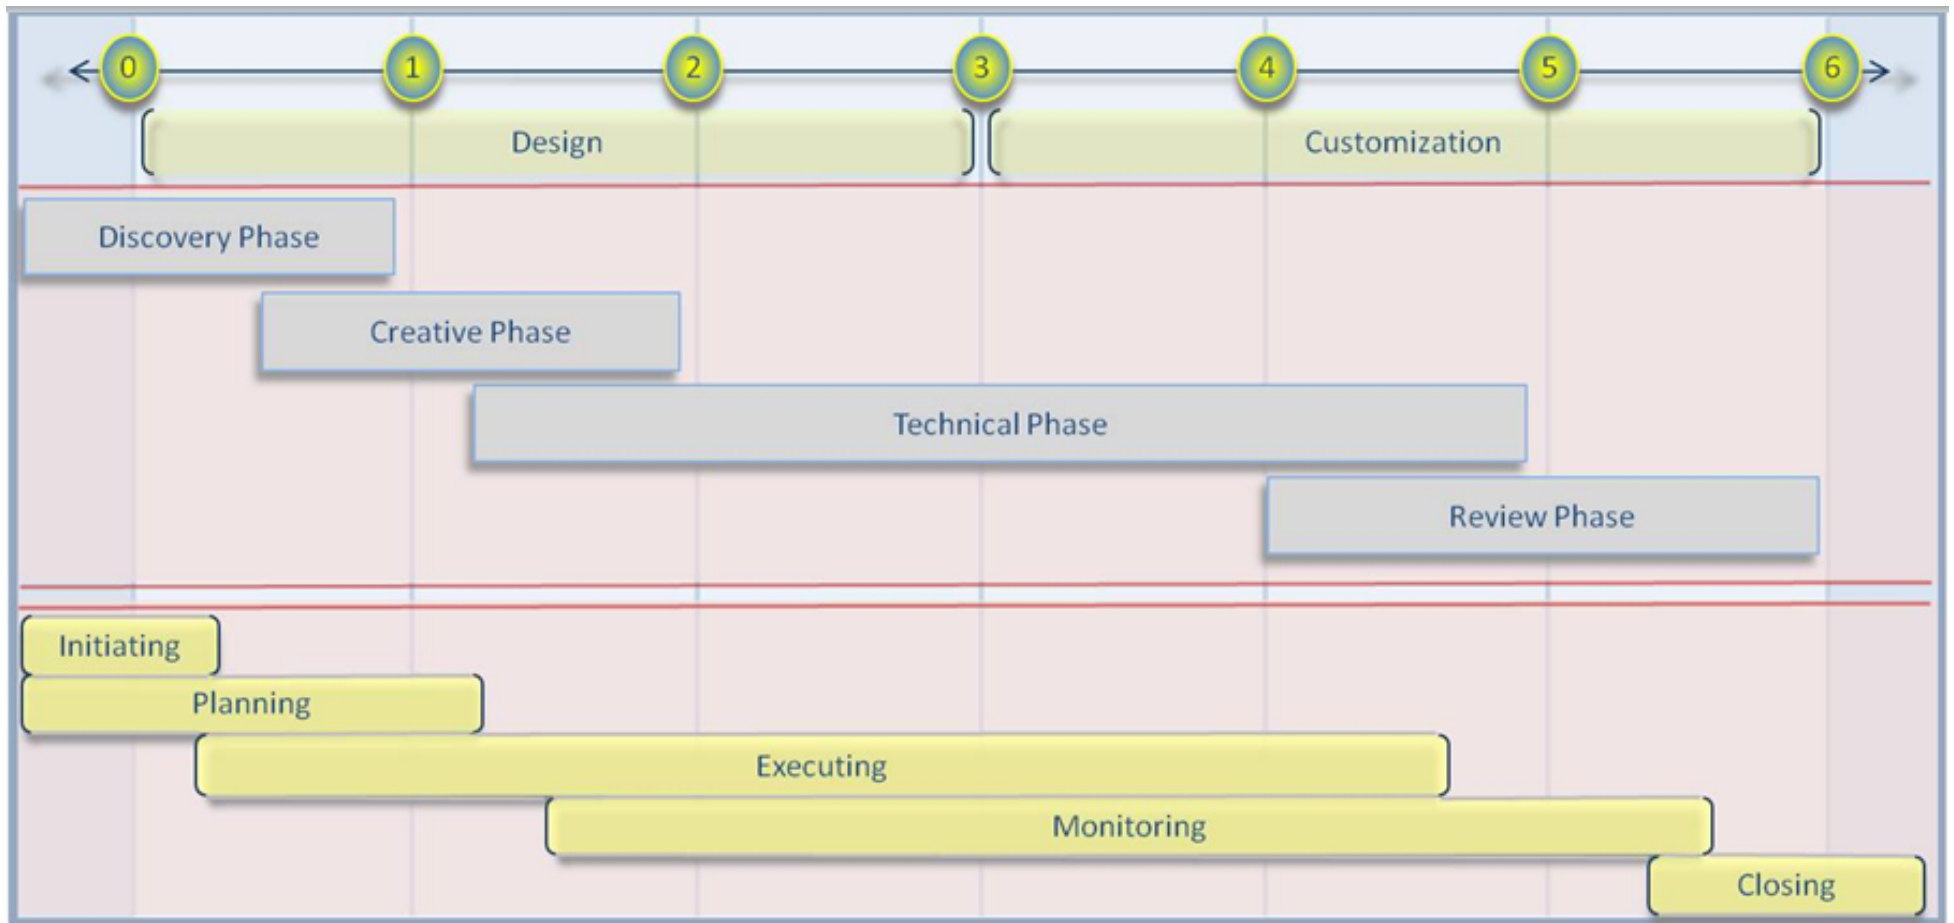 0 1 2 3 4 5 6
Design Customization
Discovery Phase
Creative Phase
Technical Phase
Review Phase
Initiating
Planning
Executing
Monitoring
Closing